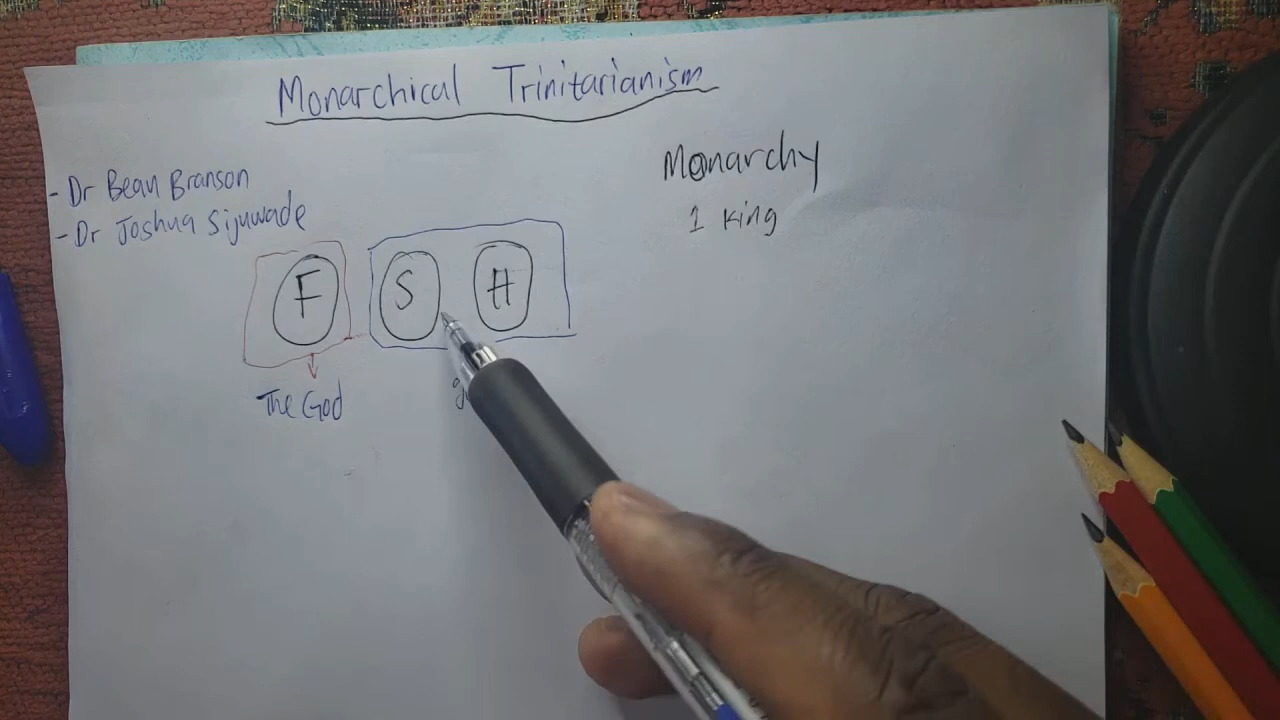 Monarchical Trinitarianism
- Dr Beau Branson
- Dr Joshua Sijuwade
Monarchy
1 King
F S H
The God